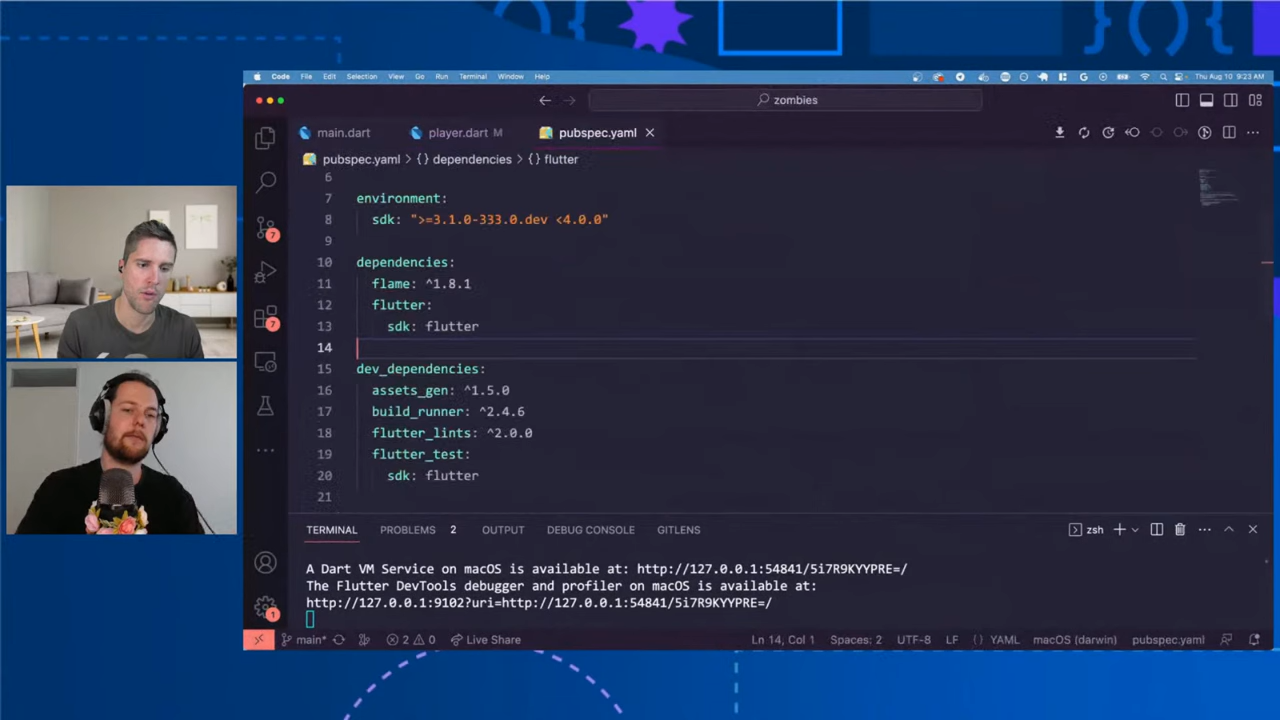 Code File Edit Selection View Go Run Terminal Window Help
Thu Aug 10 9:23 AM
zombies
main.dart
player.dart M
pubspec.yaml
pubspec.yaml > {} dependencies > {} flutter
6
7 environment:
8 sdk: ">=3.1.0-333.0.dev <4.0.0"
9
10 dependencies:
11 flame: ^1.8.1
12 flutter:
13 sdk: flutter
14
15 dev_dependencies:
16 assets_gen: ^1.5.0
17 build_runner: ^2.4.6
18 flutter_lints: ^2.0.0
19 flutter_test:
20 sdk: flutter
21
7
7
1
TERMINAL PROBLEMS 2 OUTPUT DEBUG CONSOLE GITLENS
zsh
A Dart VM Service on macOS is available at: http://127.0.0.1:54841/5i7R9KYYPRE=/
The Flutter DevTools debugger and profiler on macOS is available at:
http://127.0.0.1:9102?uri=http://127.0.0.1:54841/5i7R9KYYPRE=/
main* 2 0 Live Share Ln 14, Col 1 Spaces: 2 UTF-8 LF {} YAML macOS (darwin) pubspec.yaml